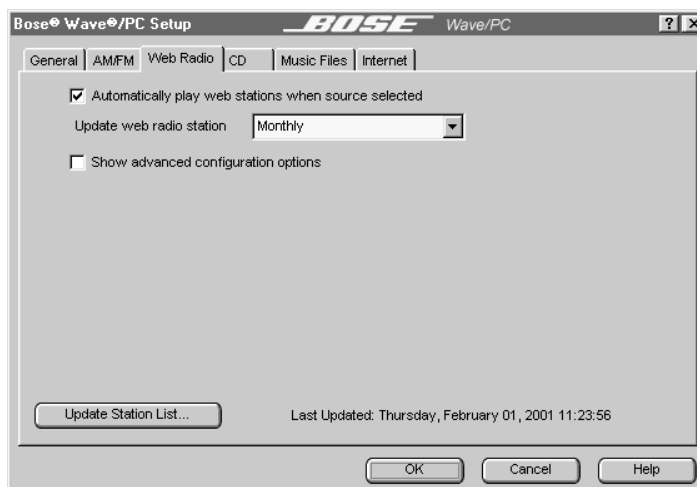 Bose® Wave®/PC Setup BOSE Wave/PC ? X
General AM/FM Web Radio CD Music Files Internet
Automatically play web stations when source selected
Update web radio station Monthly
Show advanced configuration options
Update Station List... Last Updated: Thursday, February 01, 2001 11:23:56
OK Cancel Help